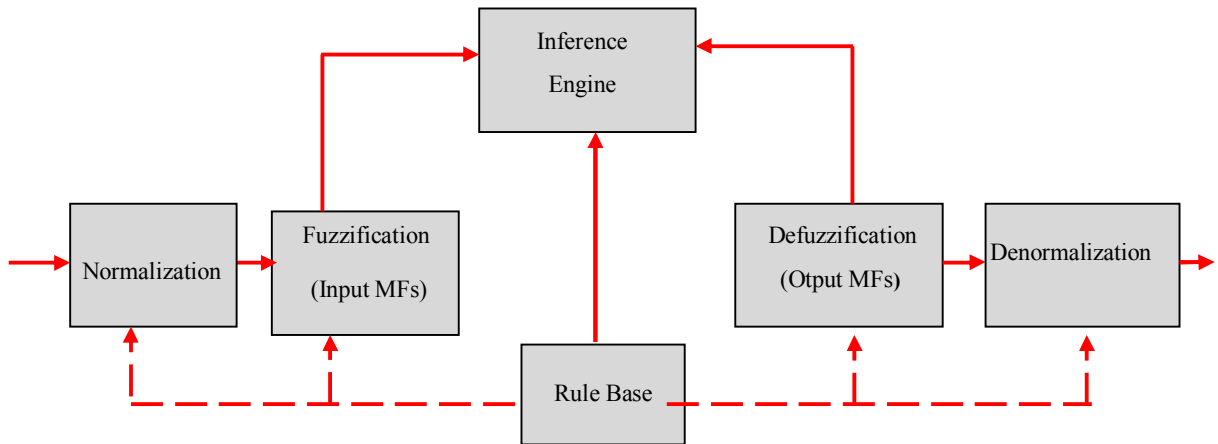 Inference
Engine
Normalization
Fuzzification
(Input MFs)
Defuzzification
(Otput MFs)
Denormalization
Rule Base